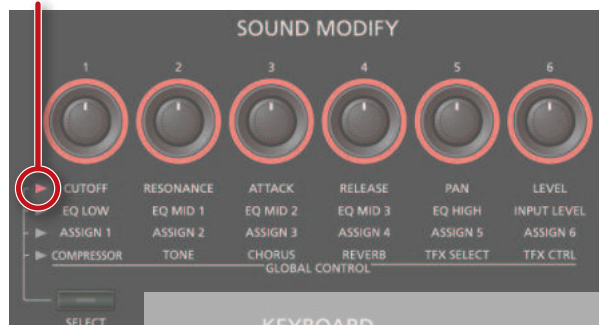 SOUND MODIFY
1 2 3 4 5 6
CUTOFF RESONANCE ATTACK RELEASE PAN LEVEL
EQ LOW EQ MID 1 EQ MID 2 EQ MID 3 EQ HIGH INPUT LEVEL
ASSIGN 1 ASSIGN 2 ASSIGN 3 ASSIGN 4 ASSIGN 5 ASSIGN 6
COMPRESSOR TONE CHORUS REVERB TFX SELECT TFX CTRL
GLOBAL CONTROL
SELECT
KEYBOARD